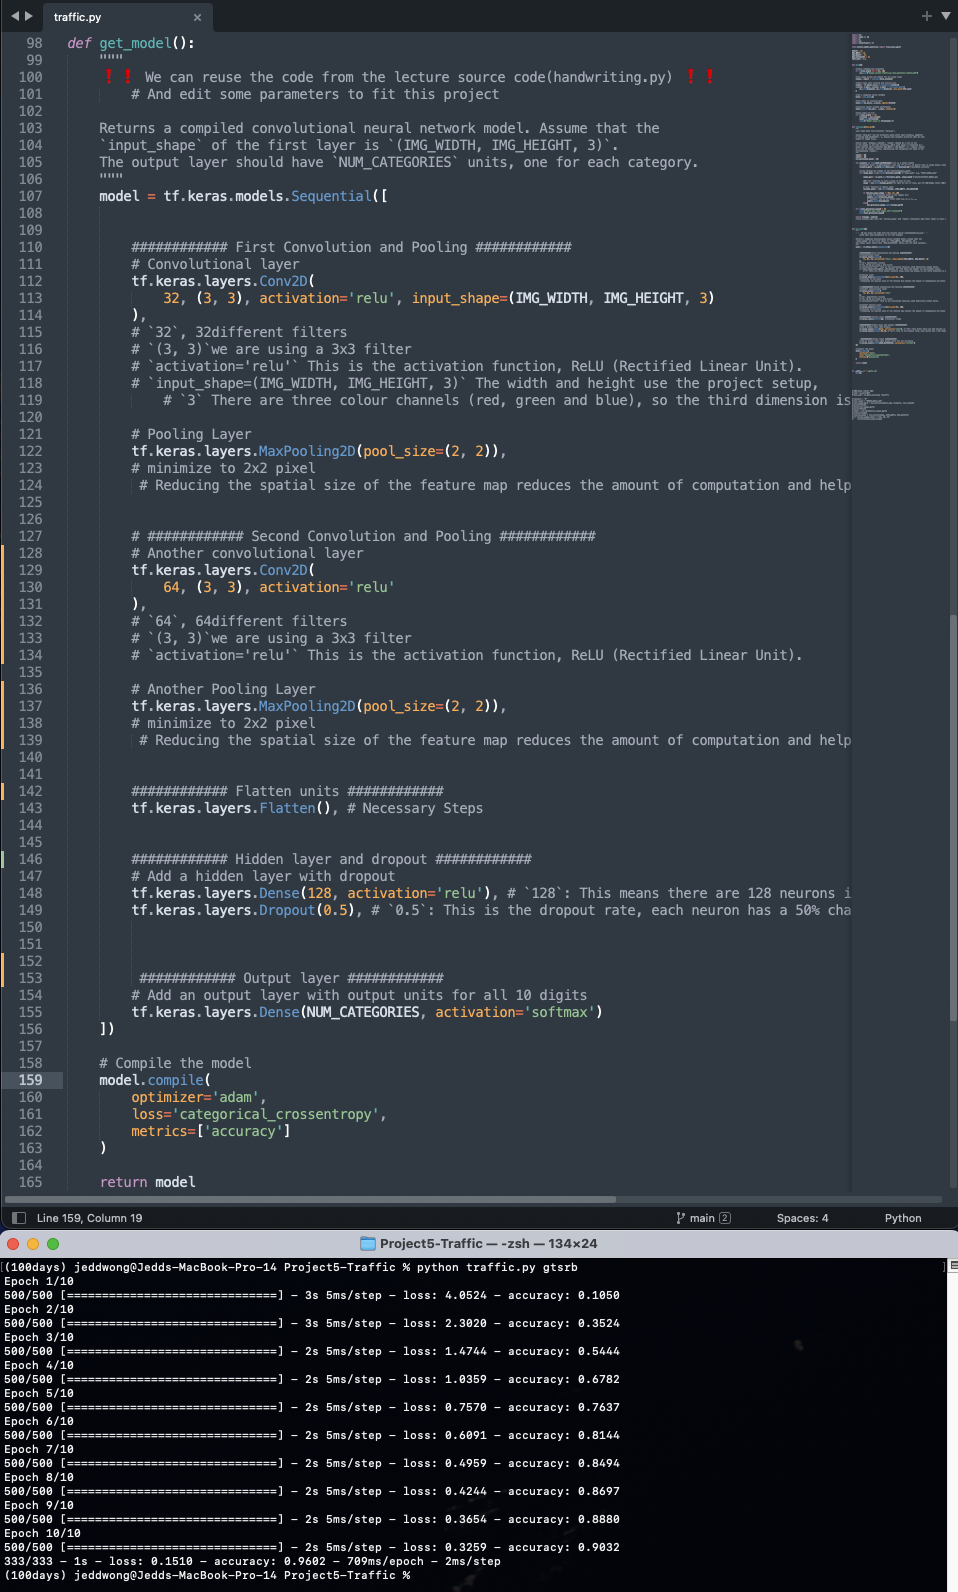 traffic.py
98 def get_model():
99 """
100 ❗❗ We can reuse the code from the lecture source code(handwriting.py) ❗❗
101 # And edit some parameters to fit this project
102
103 Returns a compiled convolutional neural network model. Assume that the
104 `input_shape` of the first layer is `(IMG_WIDTH, IMG_HEIGHT, 3)`.
105 The output layer should have `NUM_CATEGORIES` units, one for each category.
106 """
107 model = tf.keras.models.Sequential([
108
109
110 ############ First Convolution and Pooling ############
111 # Convolutional layer
112 tf.keras.layers.Conv2D(
113 32, (3, 3), activation='relu', input_shape=(IMG_WIDTH, IMG_HEIGHT, 3)
114 ),
115 # `32`, 32different filters
116 # `(3, 3)`we are using a 3x3 filter
117 # `activation='relu'` This is the activation function, ReLU (Rectified Linear Unit).
118 # `input_shape=(IMG_WIDTH, IMG_HEIGHT, 3)` The width and height use the project setup,
119 # `3` There are three colour channels (red, green and blue), so the third dimension is
120
121 # Pooling Layer
122 tf.keras.layers.MaxPooling2D(pool_size=(2, 2)),
123 # minimize to 2x2 pixel
124 # Reducing the spatial size of the feature map reduces the amount of computation and help
125
126
127 # ############ Second Convolution and Pooling ############
128 # Another convolutional layer
129 tf.keras.layers.Conv2D(
130 64, (3, 3), activation='relu'
131 ),
132 # `64`, 64different filters
133 # `(3, 3)`we are using a 3x3 filter
134 # `activation='relu'` This is the activation function, ReLU (Rectified Linear Unit).
135
136 # Another Pooling Layer
137 tf.keras.layers.MaxPooling2D(pool_size=(2, 2)),
138 # minimize to 2x2 pixel
139 # Reducing the spatial size of the feature map reduces the amount of computation and help
140
141
142 ############ Flatten units ############
143 tf.keras.layers.Flatten(), # Necessary Steps
144
145
146 ############ Hidden layer and dropout ############
147 # Add a hidden layer with dropout
148 tf.keras.layers.Dense(128, activation='relu'), # `128`: This means there are 128 neurons i
149 tf.keras.layers.Dropout(0.5), # `0.5`: This is the dropout rate, each neuron has a 50% cha
150
151
152
153 ############ Output layer ############
154 # Add an output layer with output units for all 10 digits
155 tf.keras.layers.Dense(NUM_CATEGORIES, activation='softmax')
156 ])
157
158 # Compile the model
159 model.compile(
160 optimizer='adam',
161 loss='categorical_crossentropy',
162 metrics=['accuracy']
163 )
164
165 return model
Line 159, Column 19 main 2 Spaces: 4 Python
Project5-Traffic — -zsh — 134×24
(100days) jeddwong@Jedds-MacBook-Pro-14 Project5-Traffic % python traffic.py gtsrb
Epoch 1/10
500/500 [==============================] - 3s 5ms/step - loss: 4.0524 - accuracy: 0.1050
Epoch 2/10
500/500 [==============================] - 3s 5ms/step - loss: 2.3020 - accuracy: 0.3524
Epoch 3/10
500/500 [==============================] - 2s 5ms/step - loss: 1.4744 - accuracy: 0.5444
Epoch 4/10
500/500 [==============================] - 2s 5ms/step - loss: 1.0359 - accuracy: 0.6782
Epoch 5/10
500/500 [==============================] - 2s 5ms/step - loss: 0.7570 - accuracy: 0.7637
Epoch 6/10
500/500 [==============================] - 2s 5ms/step - loss: 0.6091 - accuracy: 0.8144
Epoch 7/10
500/500 [==============================] - 2s 5ms/step - loss: 0.4959 - accuracy: 0.8494
Epoch 8/10
500/500 [==============================] - 2s 5ms/step - loss: 0.4244 - accuracy: 0.8697
Epoch 9/10
500/500 [==============================] - 2s 5ms/step - loss: 0.3654 - accuracy: 0.8880
Epoch 10/10
500/500 [==============================] - 2s 5ms/step - loss: 0.3259 - accuracy: 0.9032
333/333 - 1s - loss: 0.1510 - accuracy: 0.9602 - 709ms/epoch - 2ms/step
(100days) jeddwong@Jedds-MacBook-Pro-14 Project5-Traffic %